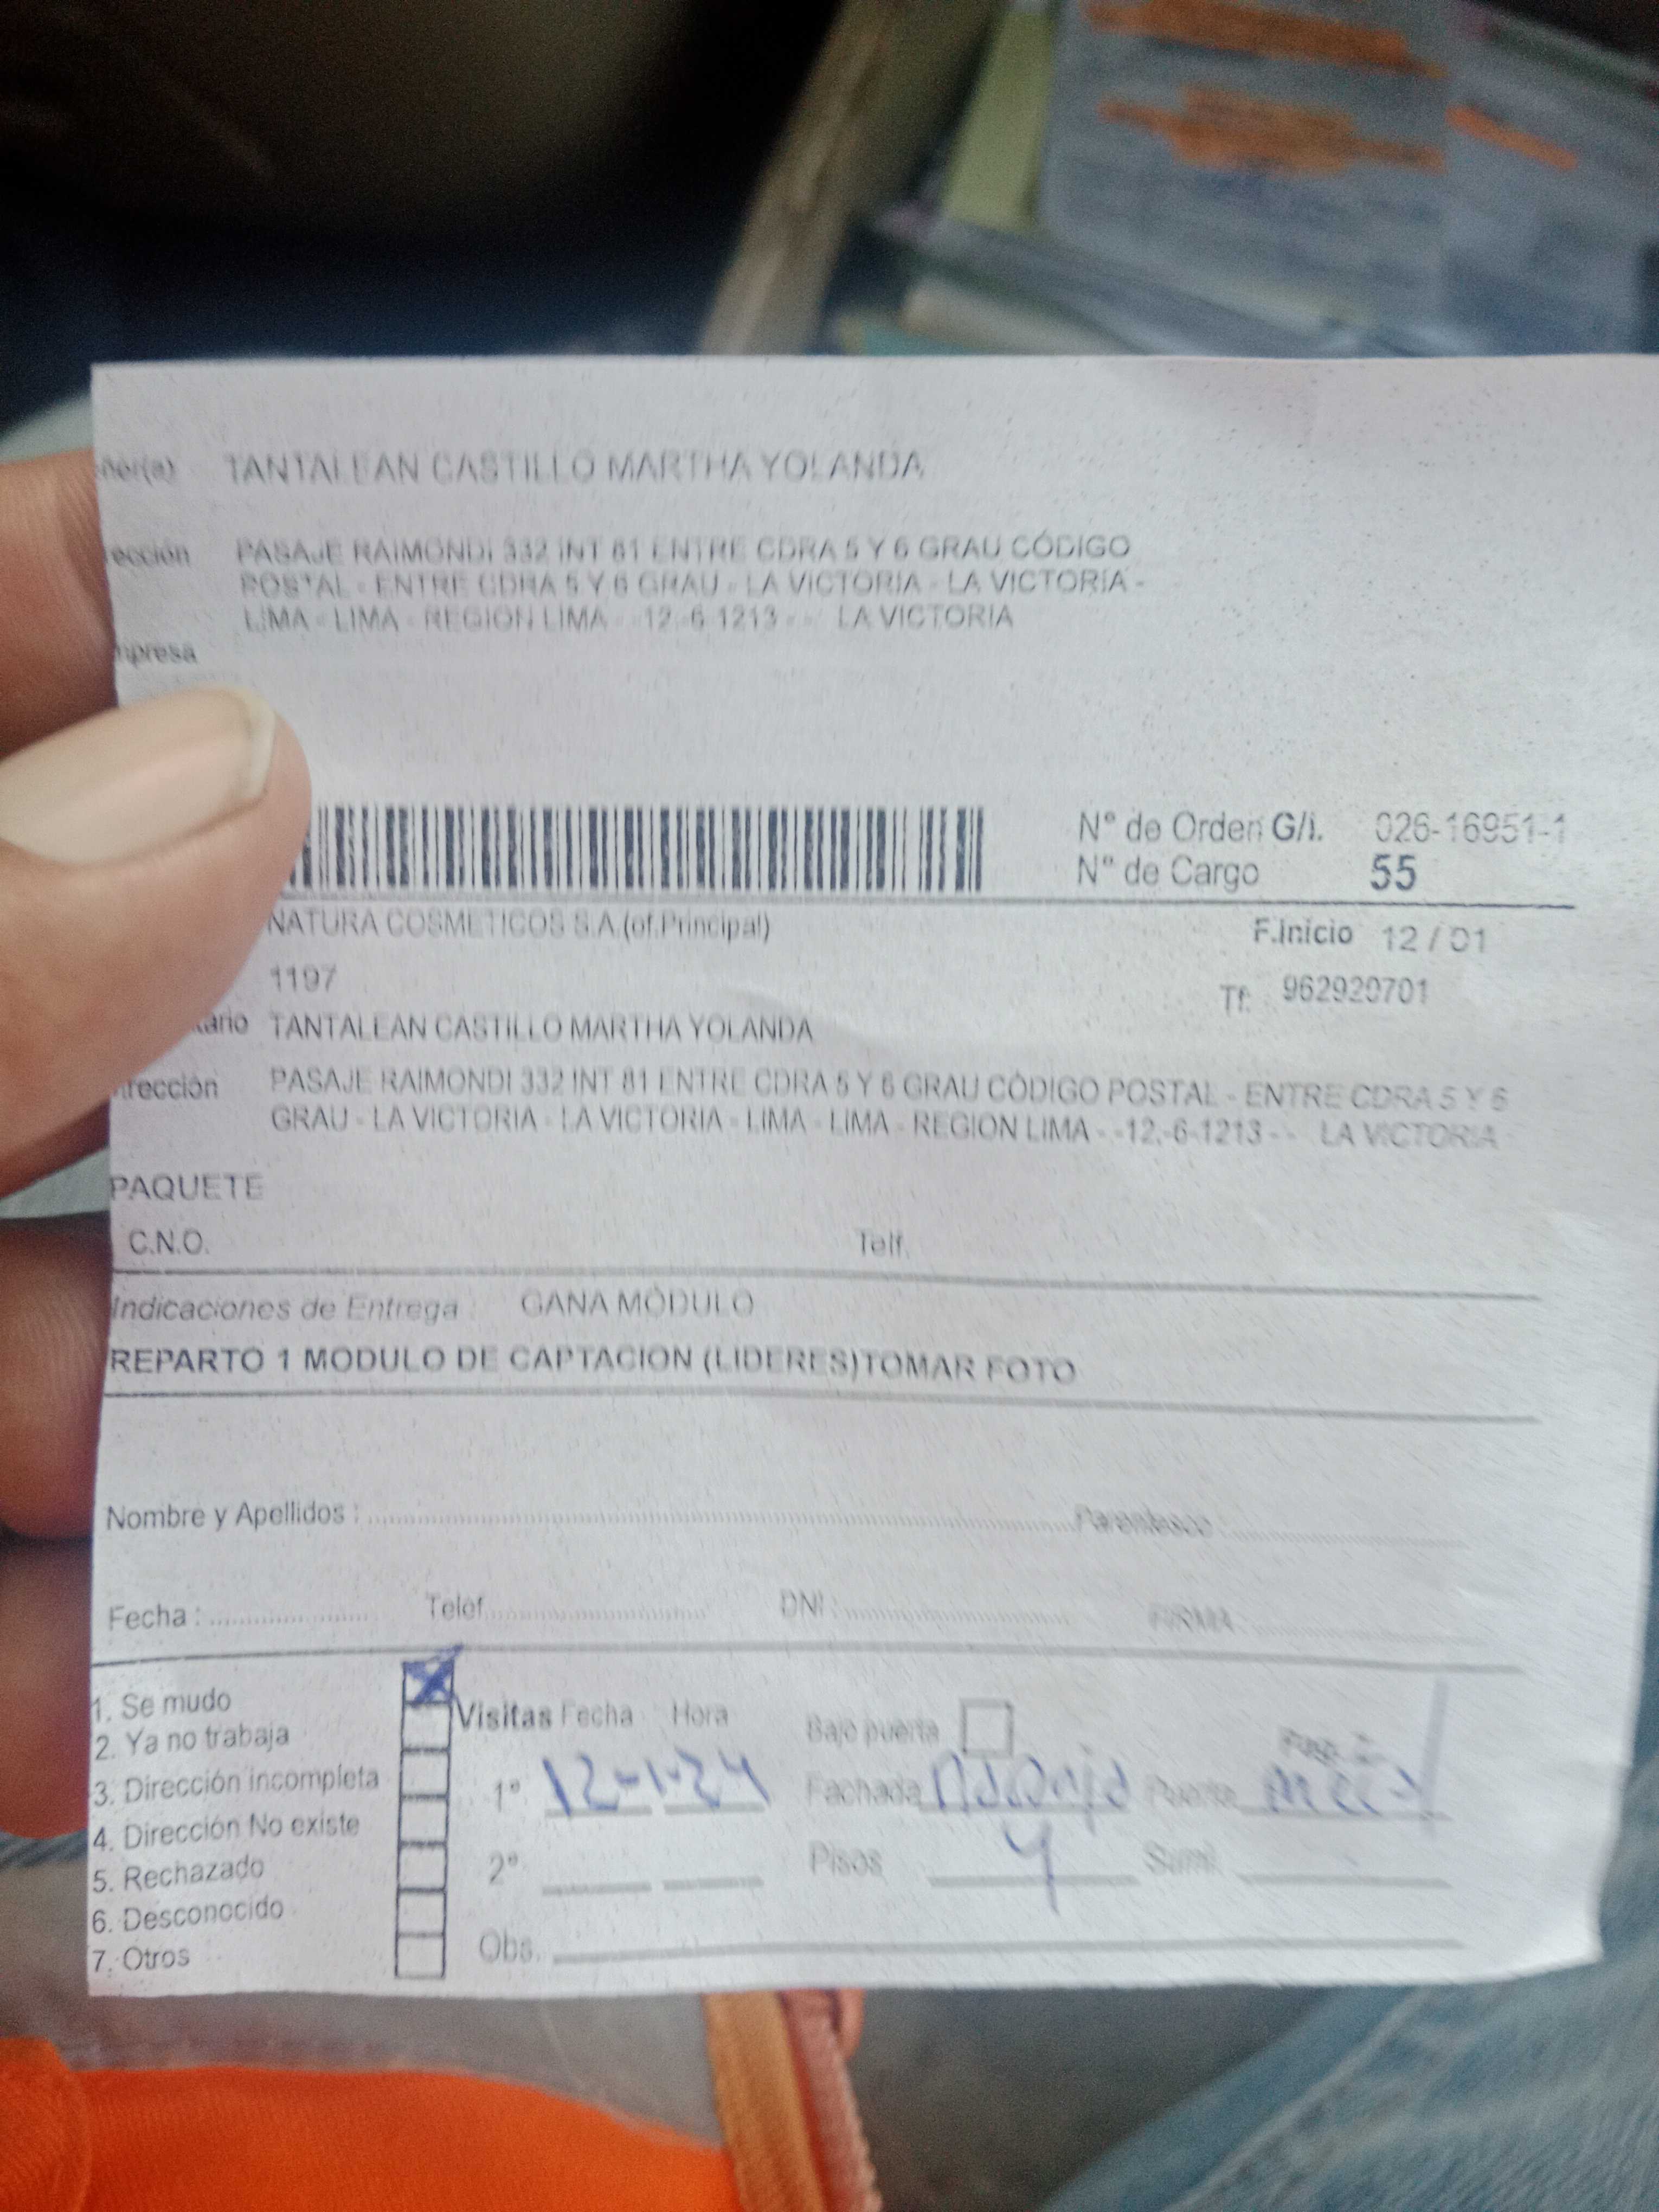 ñor(a) TANTALEAN CASTILLO MARTHA YOLANDA
rección PASAJE RAIMONDI 332 INT 81 ENTRE CDRA 5 Y 6 GRAU CÓDIGO
POSTAL - ENTRE CDRA 5 Y 6 GRAU - LA VICTORIA - LA VICTORIA -
LIMA - LIMA - REGION LIMA - -12,-6-1213 - - LA VICTORIA
mpresa
N° de Orden G/I. 026-16951-1
N° de Cargo 55
NATURA COSMETICOS S.A.(of.Principal) F.Inicio 12 / 01
1197 Tf: 962920701
tario TANTALEAN CASTILLO MARTHA YOLANDA
irección PASAJE RAIMONDI 332 INT 81 ENTRE CDRA 5 Y 6 GRAU CÓDIGO POSTAL - ENTRE CDRA 5 Y 6
GRAU - LA VICTORIA - LA VICTORIA - LIMA - LIMA - REGION LIMA - -12,-6-1213 - - LA VICTORIA
PAQUETE
C.N.O. Telf.
Indicaciones de Entrega : GANA MÓDULO
REPARTO 1 MODULO DE CAPTACION (LIDERES)TOMAR FOTO
Nombre y Apellidos : Parentesco :
Fecha : Telef. DNI : FIRMA
1. Se mudo
2. Ya no trabaja
3. Dirección incompleta
4. Dirección No existe
5. Rechazado
6. Desconocido
7. Otros
Visitas Fecha Hora Bajo puerta
1° 12-1-24 Fachada naranja Puerta
2° Pisos 4 Sumi.
Obs.